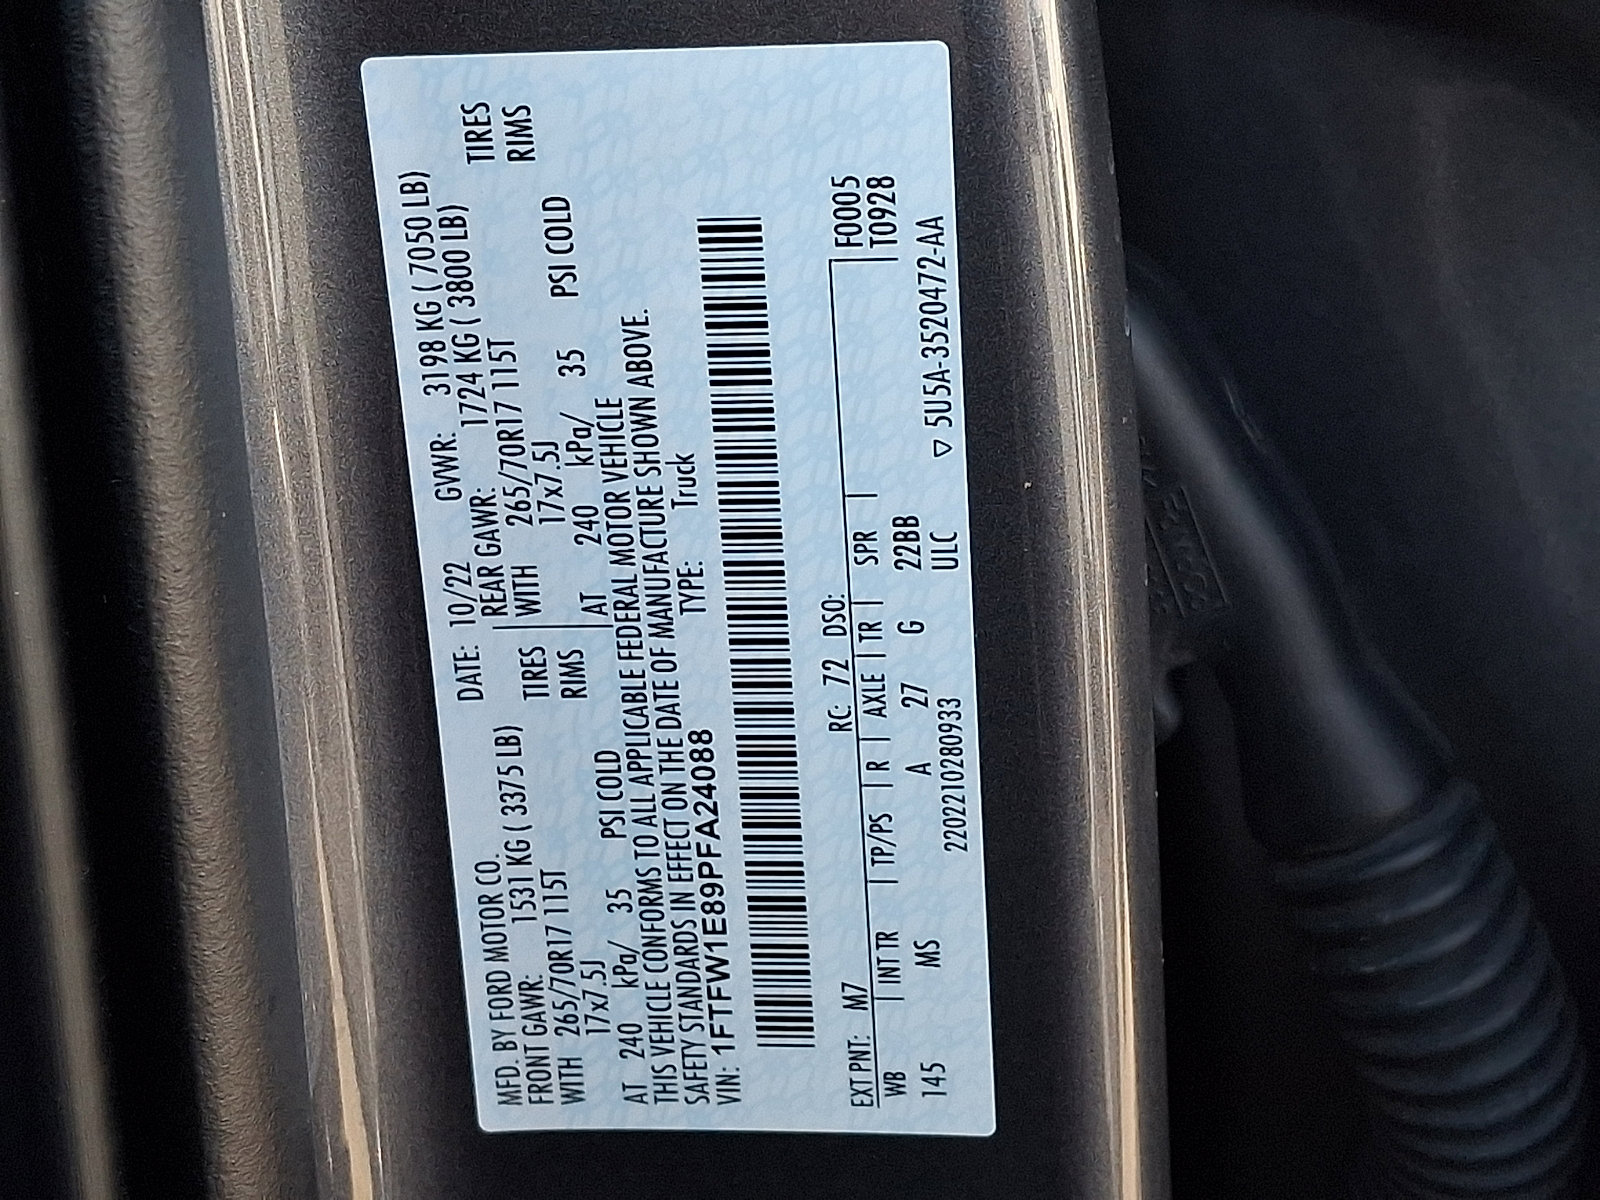 MFD. BY FORD MOTOR CO. DATE: 10/22 GVWR: 3198 KG ( 7050 LB)
FRONT GAWR: 1531 KG ( 3375 LB) REAR GAWR: 1724 KG ( 3800 LB)
WITH 265/70R17 115T TIRES WITH 265/70R17 115T TIRES
17x7.5J RIMS 17x7.5J RIMS
AT 240 kPa/ 35 PSI COLD AT 240 kPa/ 35 PSI COLD
THIS VEHICLE CONFORMS TO ALL APPLICABLE FEDERAL MOTOR VEHICLE
SAFETY STANDARDS IN EFFECT ON THE DATE OF MANUFACTURE SHOWN ABOVE.
VIN: 1FTFW1E89PFA24088 TYPE: Truck
EXT PNT: M7 RC: 72 DSO: F0005
WB INT TR TP/PS R AXLE TR SPR T0928
145 MS A 27 G 22BB
22022210280933 ULC ▽ 5U5A-3520472-AA